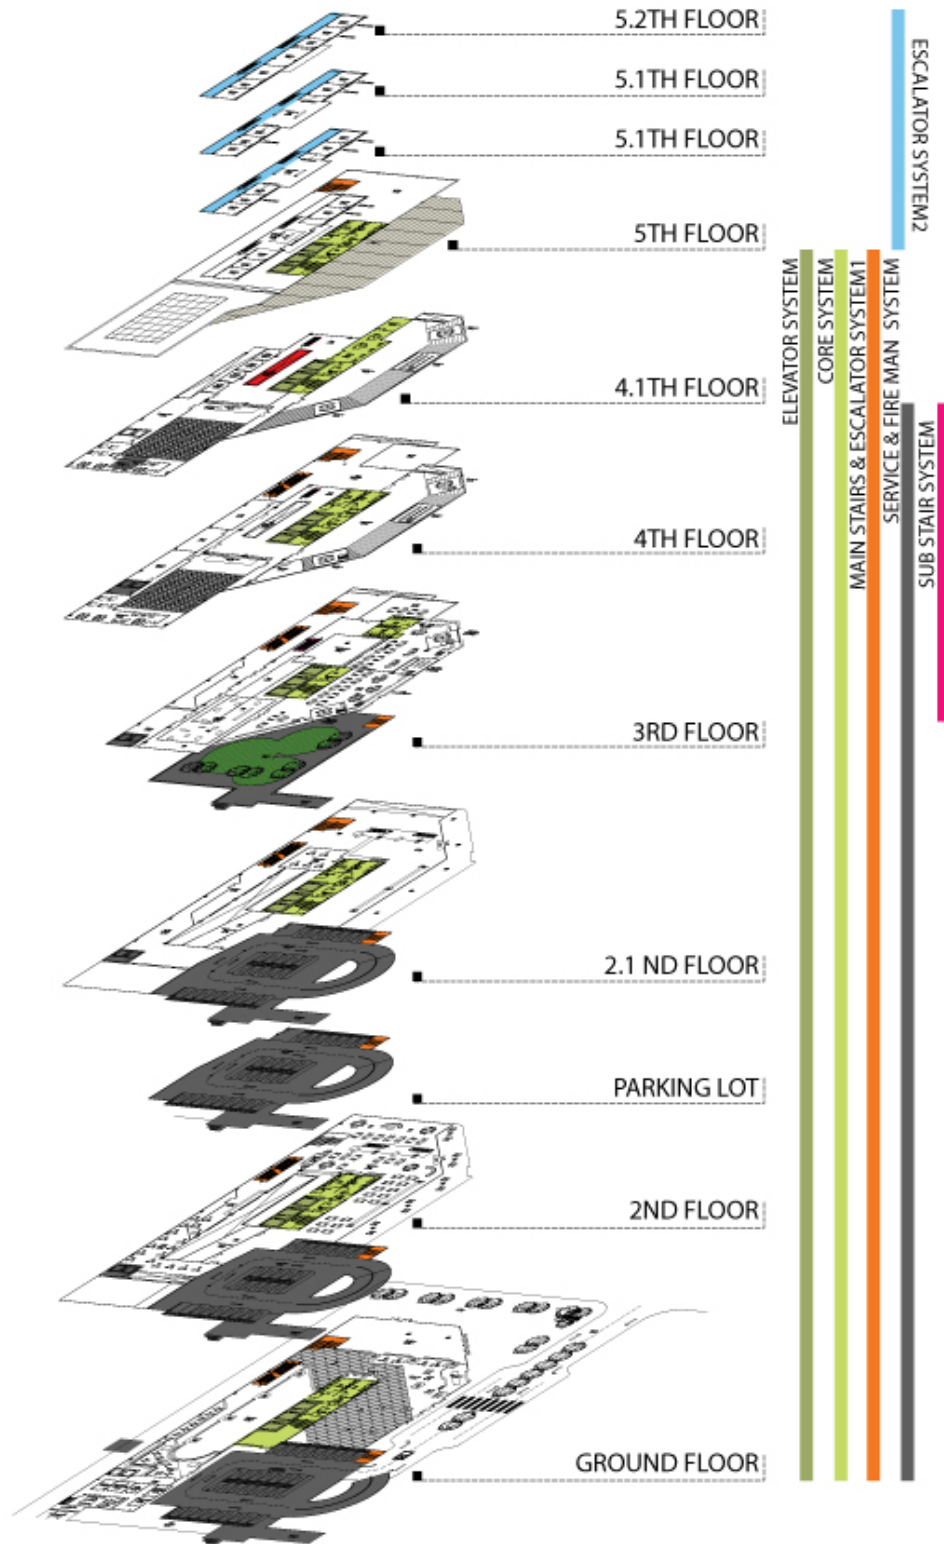 5.2TH FLOOR
5.1TH FLOOR
5.1TH FLOOR
5TH FLOOR
4.1TH FLOOR
4TH FLOOR
3RD FLOOR
2.1 ND FLOOR
PARKING LOT
2ND FLOOR
GROUND FLOOR
ELEVATOR SYSTEM
CORE SYSTEM
MAIN STAIRS & ESCALATOR SYSTEM1
SERVICE & FIRE MAN SYSTEM
ESCALATOR SYSTEM2
SUB STAIR SYSTEM